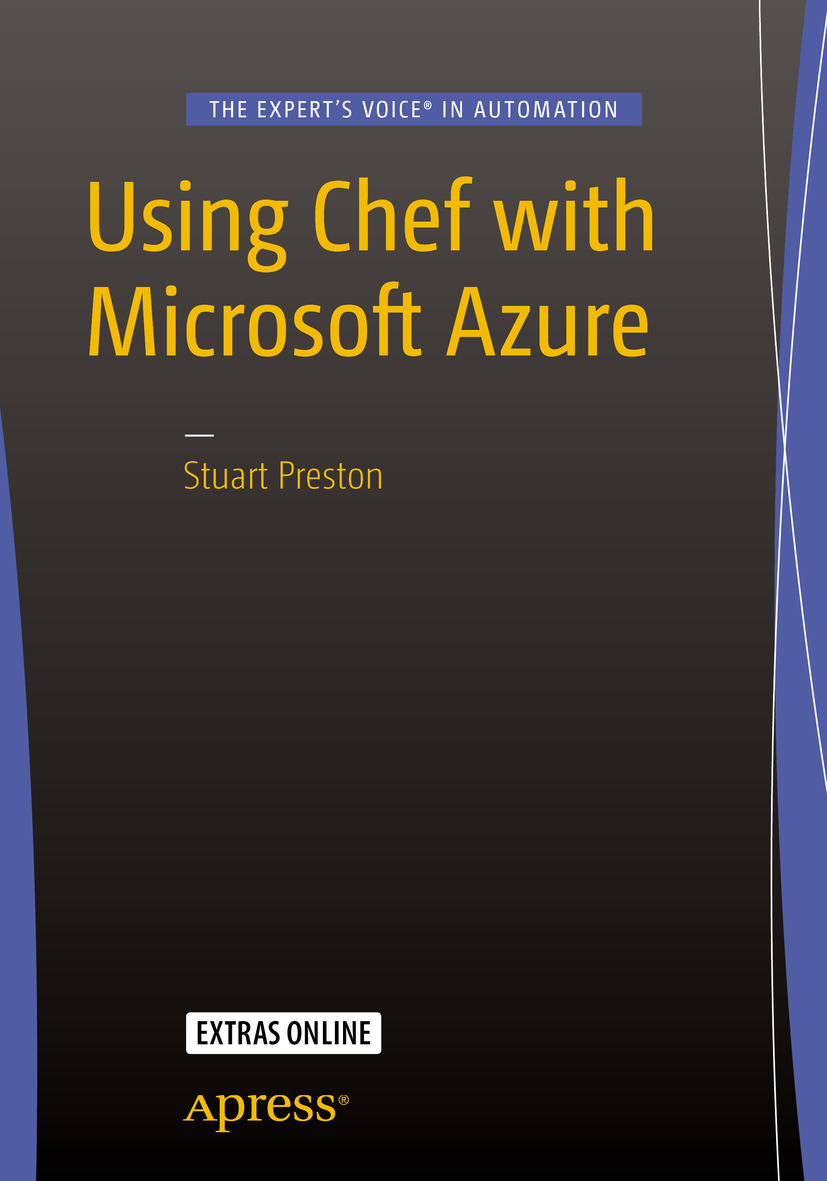 THE EXPERT'S VOICE® IN AUTOMATION
Using Chef with
Microsoft Azure
—
Stuart Preston
EXTRAS ONLINE
Apress®